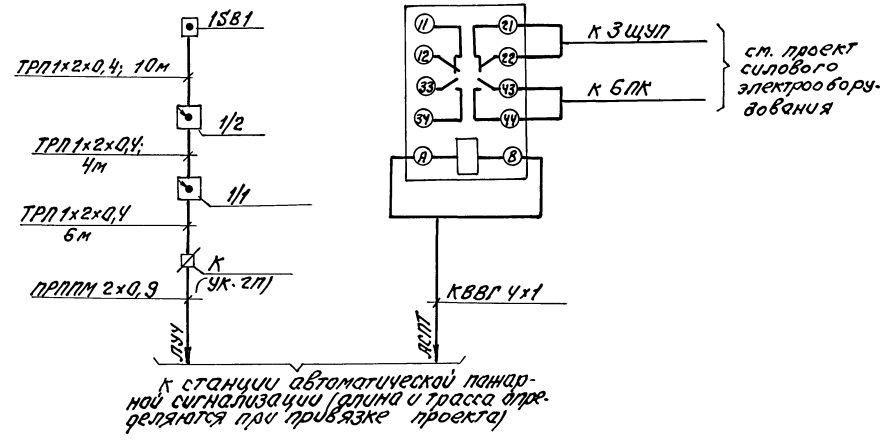 1SB1
ТРП 1×2×0,4; 10м
1/2
ТРП 1×2×0,4;
4м
1/1
ТРП 1×2×0,4
6м
К
(УК-2П)
ПРППМ 2×0,9
ЛУЧ
11
21
12
22
33
43
34
44
А
В
К 3 ЩУП
К 6ПК
см. проект
силового
электрообору-
дования
КВВГ 4×1
АСПТ
К станции автоматической пожар-
ной сигнализации (длина и трасса опре-
деляются при привязке проекта)